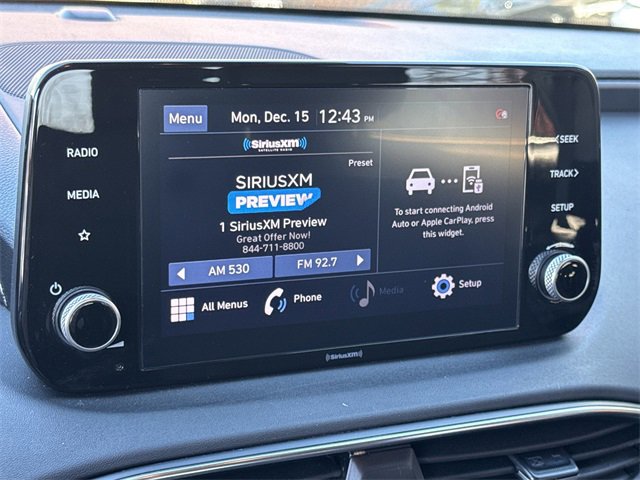 Menu
Mon, Dec. 15 12:43 PM
SiriusXM
SATELLITE RADIO
Preset
SIRIUSXM
PREVIEW
1 SiriusXM Preview
Great Offer Now!
844-711-8800
AM 530
FM 92.7
To start connecting Android
Auto or Apple CarPlay, press
this widget.
All Menus
Phone
Media
Setup
RADIO
MEDIA
SEEK
TRACK
SETUP
SiriusXM